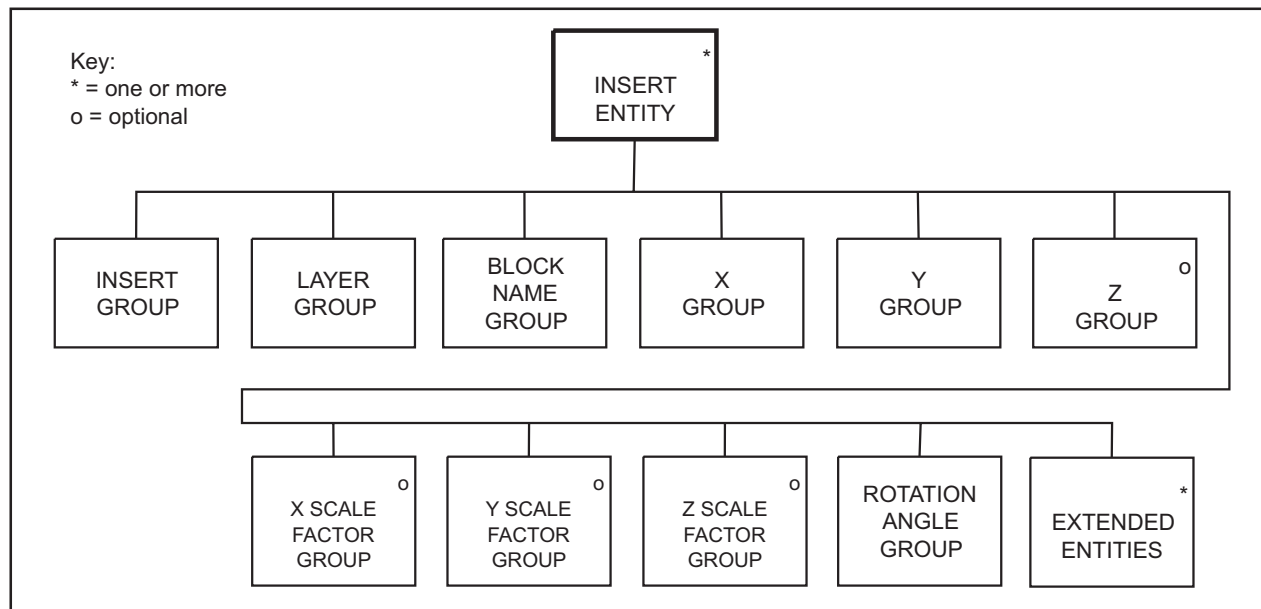 Key:
* = one or more
o = optional
*
INSERT
ENTITY
INSERT
GROUP
LAYER
GROUP
BLOCK
NAME
GROUP
X
GROUP
Y
GROUP
o
Z
GROUP
o
X SCALE
FACTOR
GROUP
o
Y SCALE
FACTOR
GROUP
o
Z SCALE
FACTOR
GROUP
ROTATION
ANGLE
GROUP
*
EXTENDED
ENTITIES